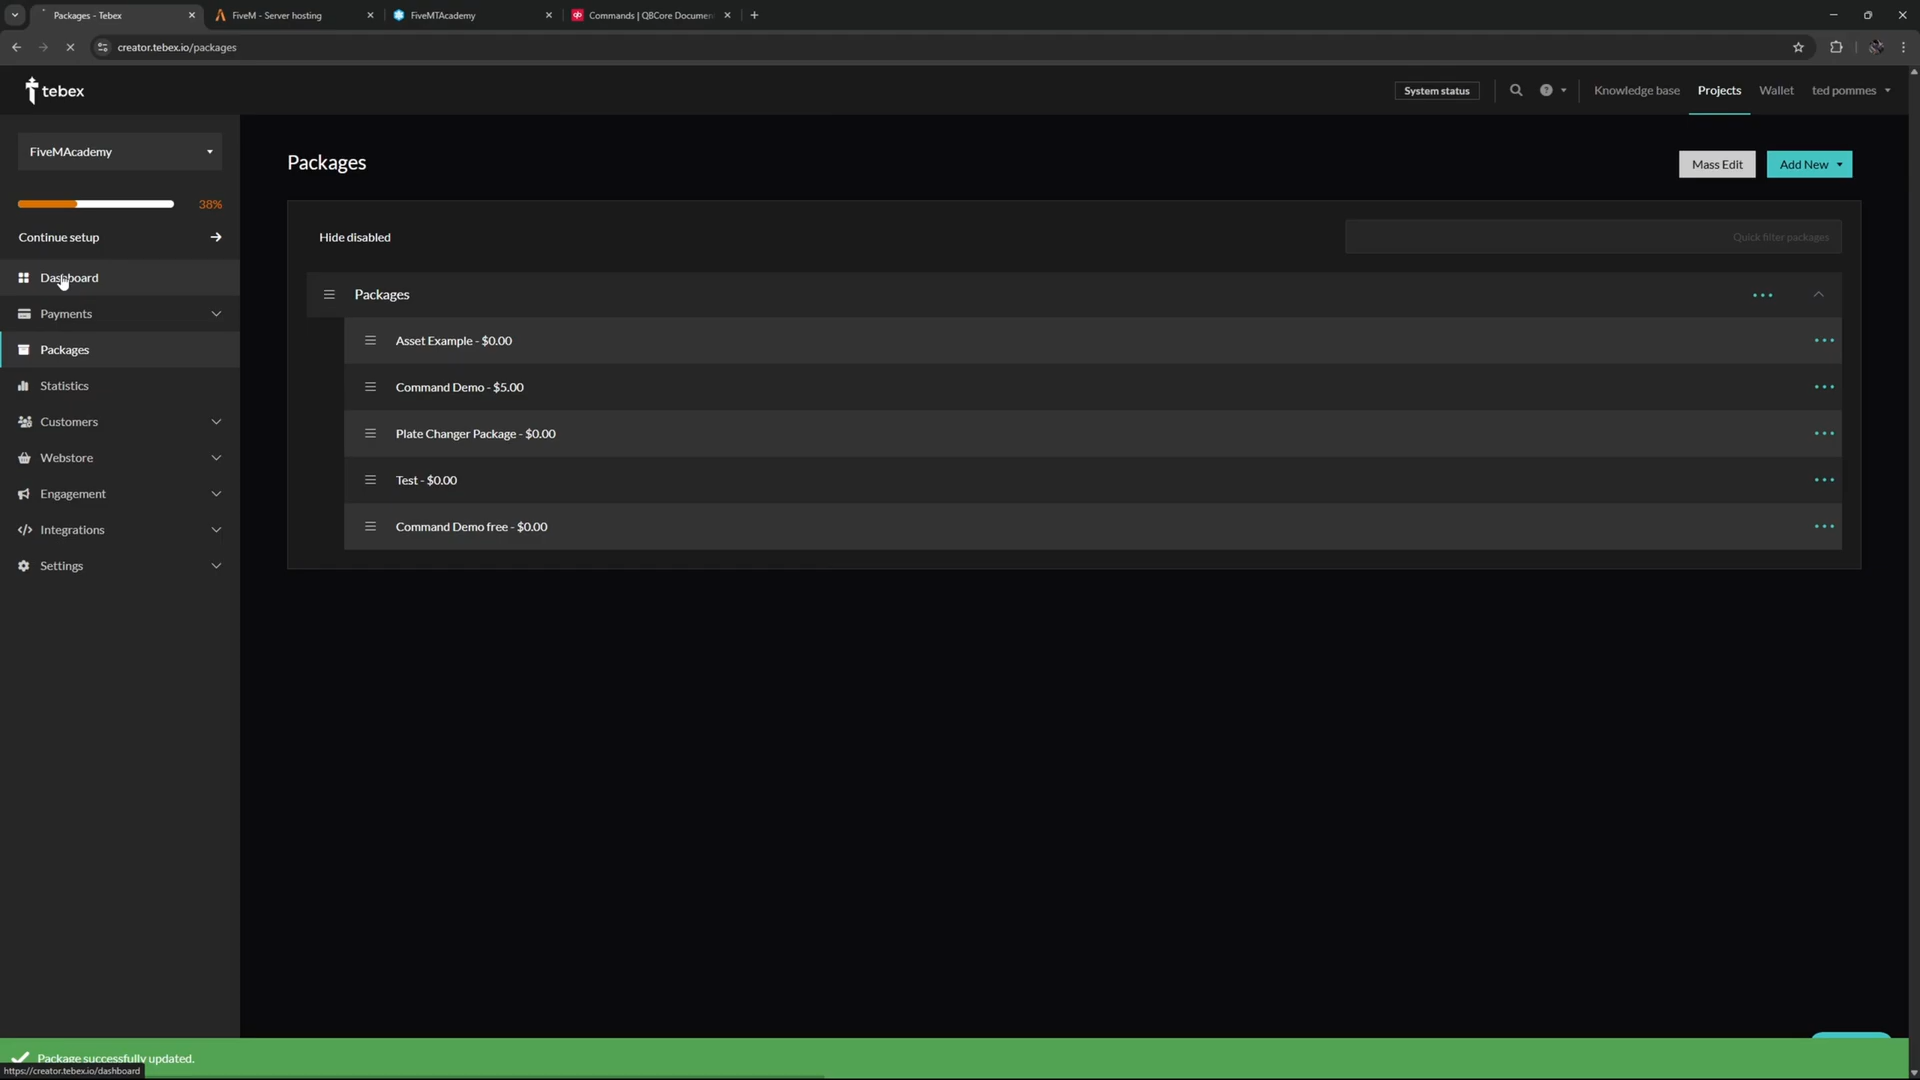 Packages - Tebex
FiveM - Server hosting
FiveMTAcademy
Commands | QBCore Documen
creator.tebex.io/packages
tebex
System status
Knowledge base
Projects
Wallet
ted pommes
FiveMAcademy
38%
Continue setup
Dashboard
Payments
Packages
Statistics
Customers
Webstore
Engagement
Integrations
Settings
Packages
Mass Edit
Add New
Hide disabled
Quick filter packages
Packages
Asset Example - $0.00
Command Demo - $5.00
Plate Changer Package - $0.00
Test - $0.00
Command Demo free - $0.00
Package successfully updated.
https://creator.tebex.io/dashboard